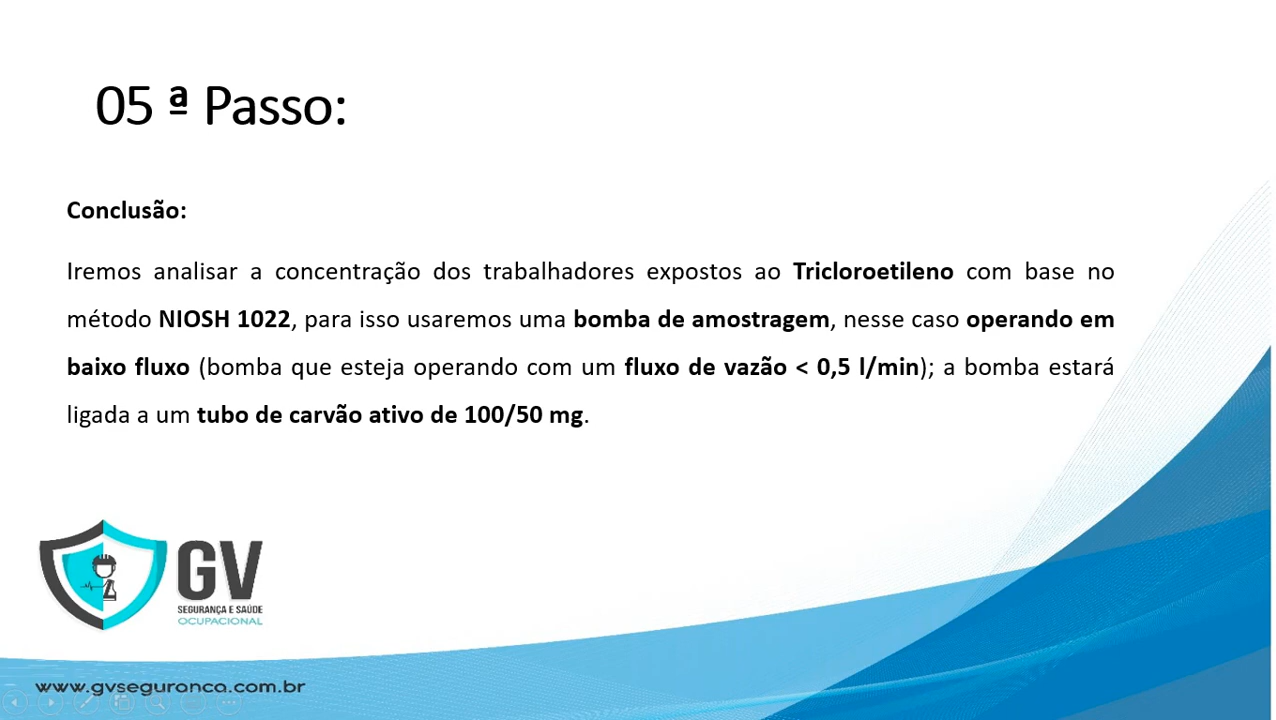 05 ª Passo:
Conclusão:
Iremos analisar a concentração dos trabalhadores expostos ao Tricloroetileno com base no
método NIOSH 1022, para isso usaremos uma bomba de amostragem, nesse caso operando em
baixo fluxo (bomba que esteja operando com um fluxo de vazão < 0,5 l/min); a bomba estará
ligada a um tubo de carvão ativo de 100/50 mg.
GV
SEGURANÇA E SAÚDE
OCUPACIONAL
www.gvseguranca.com.br